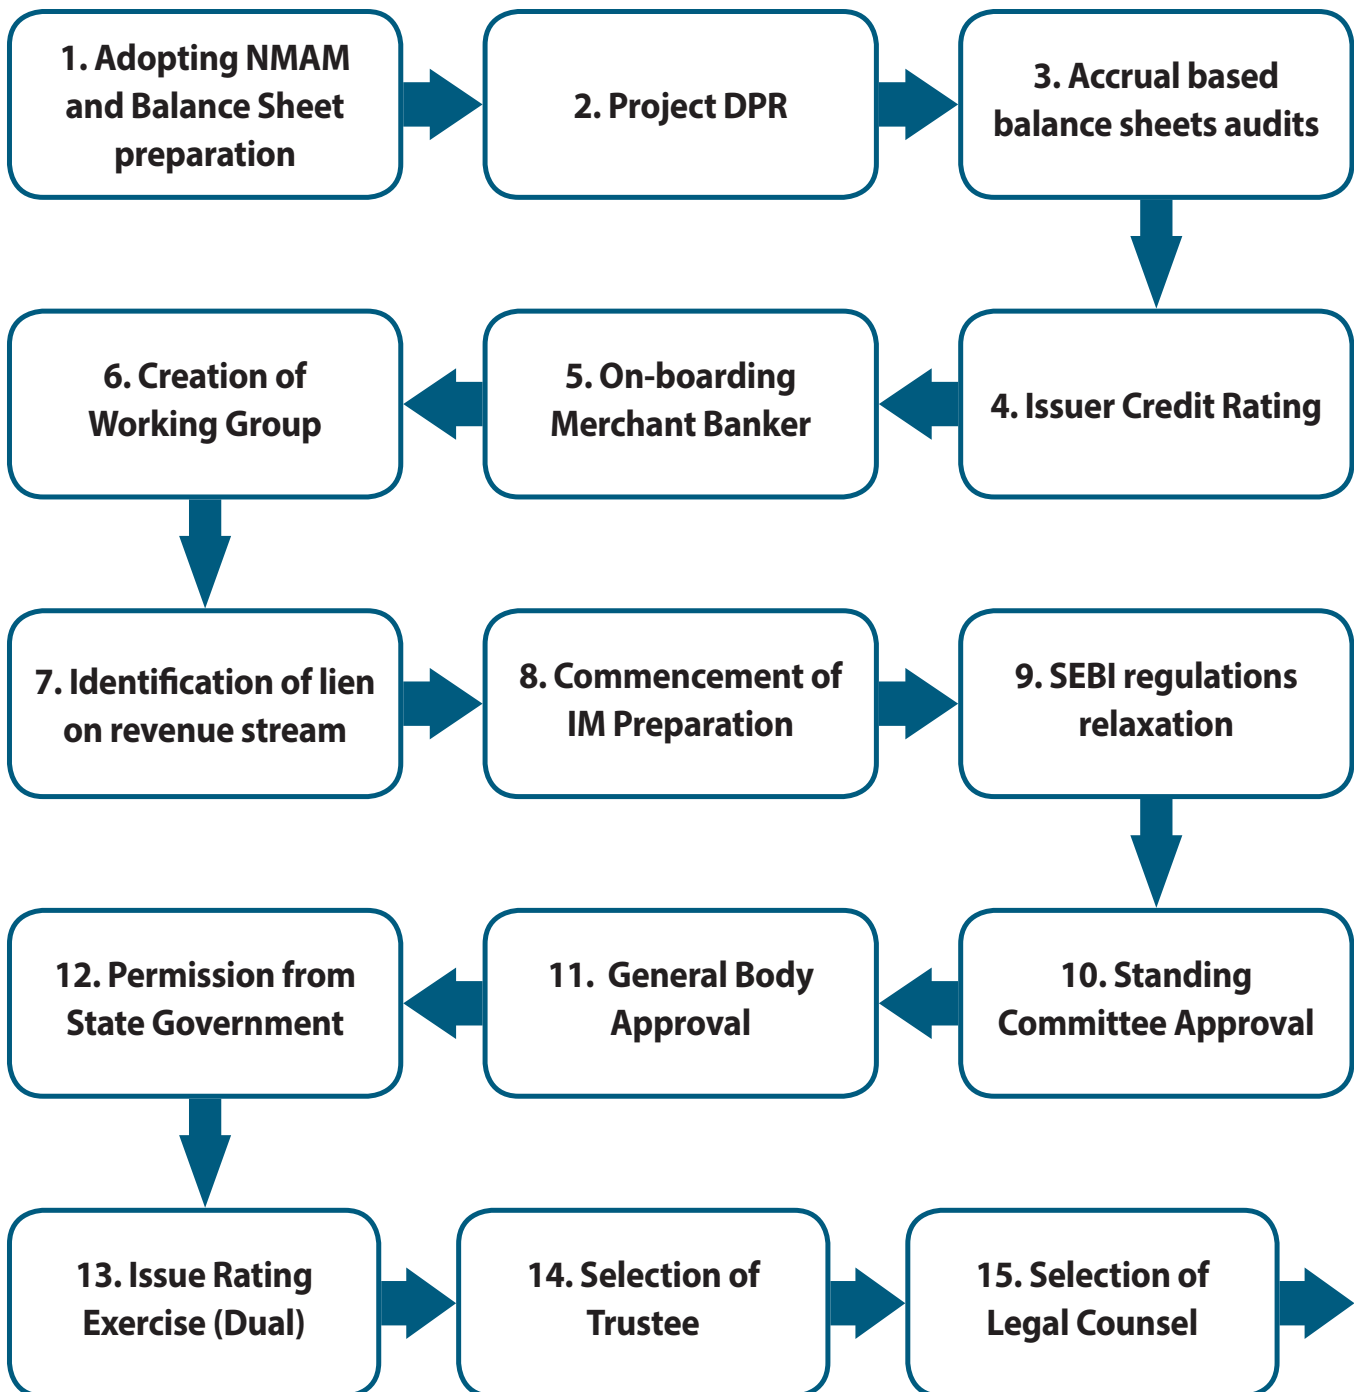 1. Adopting NMAM
and Balance Sheet
preparation
2. Project DPR
3. Accrual based
balance sheets audits
4. Issuer Credit Rating
5. On-boarding
Merchant Banker
6. Creation of
Working Group
7. Identification of lien
on revenue stream
8. Commencement of
IM Preparation
9. SEBI regulations
relaxation
10. Standing
Committee Approval
11. General Body
Approval
12. Permission from
State Government
13. Issue Rating
Exercise (Dual)
14. Selection of
Trustee
15. Selection of
Legal Counsel